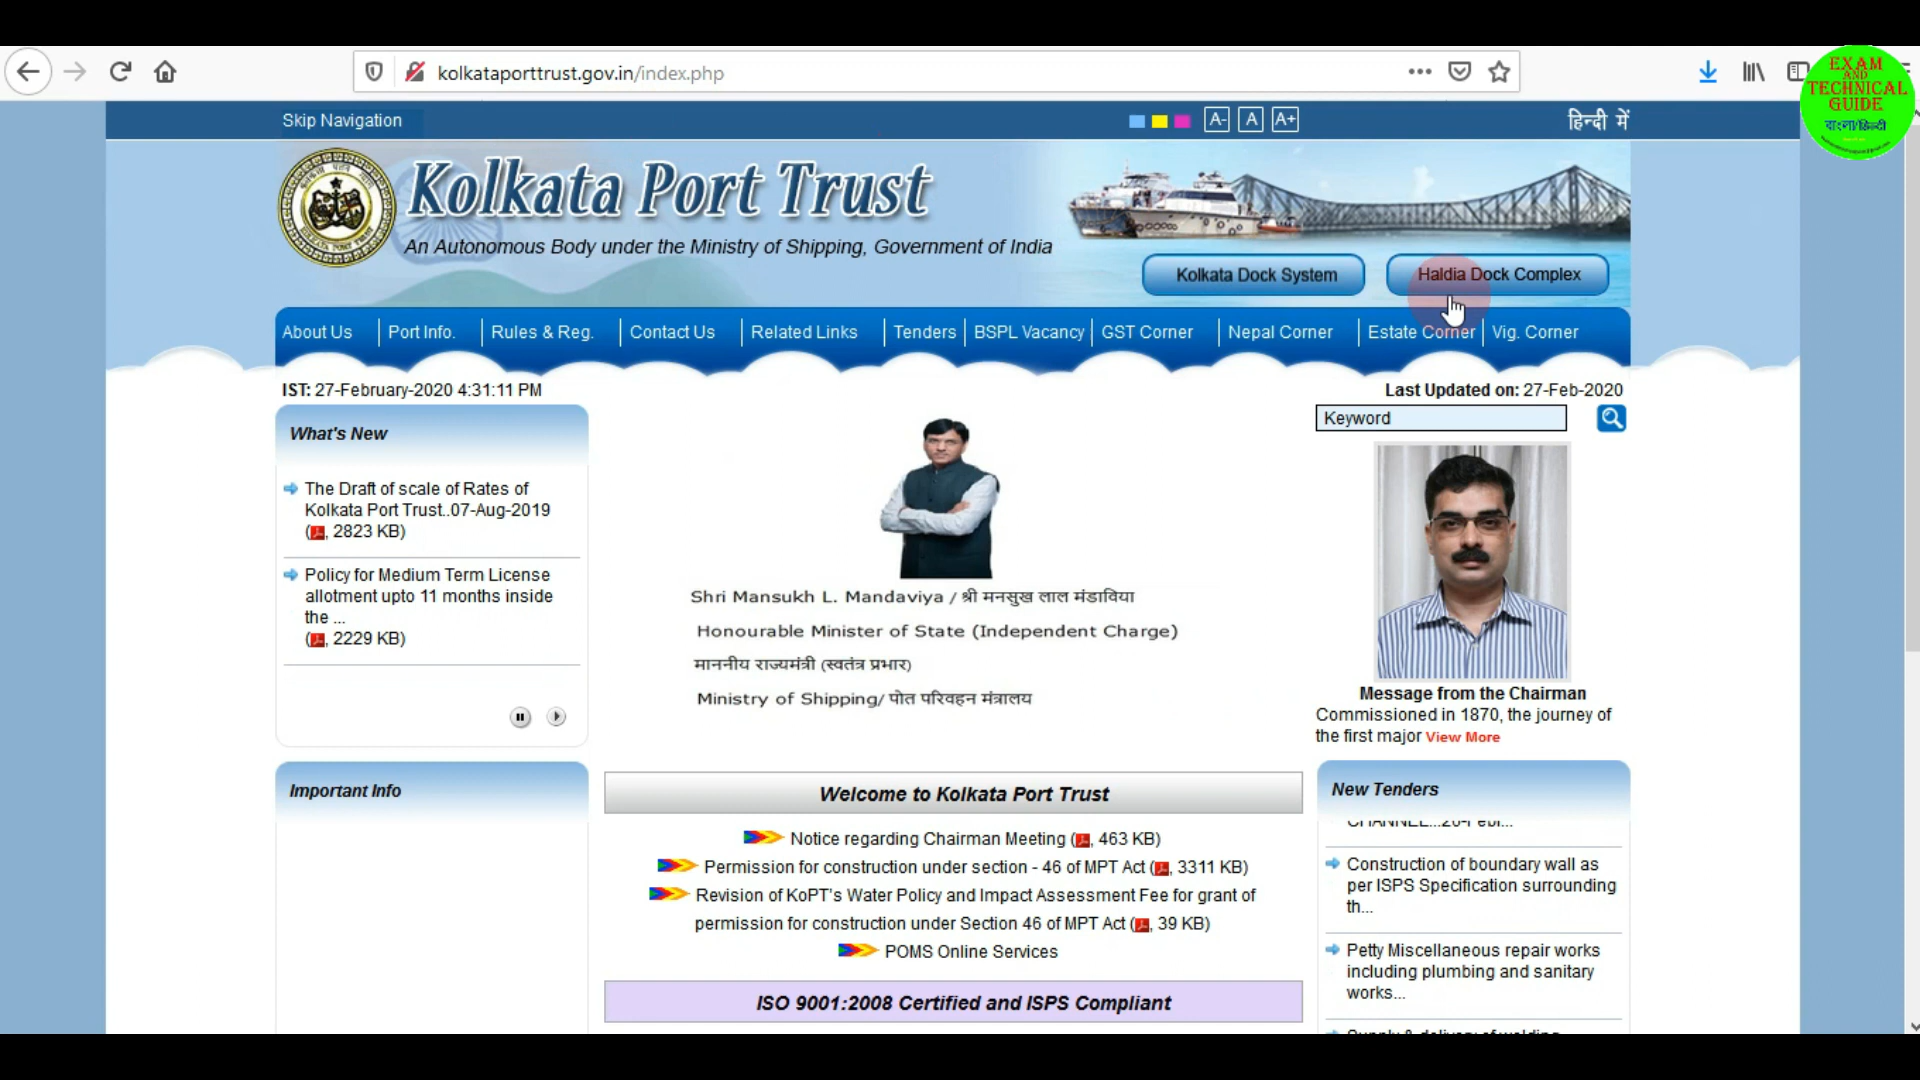 kolkataporttrust.gov.in/index.php
EXAM
AND
TECHNICAL
GUIDE
বাংলা/हिन्दी
Skip Navigation
A- A A+
हिन्दी में
Kolkata Port Trust
An Autonomous Body under the Ministry of Shipping, Government of India
Kolkata Dock System
Haldia Dock Complex
About Us Port Info. Rules & Reg. Contact Us Related Links Tenders BSPL Vacancy GST Corner Nepal Corner Estate Corner Vig. Corner
IST: 27-February-2020 4:31:11 PM
Last Updated on: 27-Feb-2020
What's New
The Draft of scale of Rates of
Kolkata Port Trust..07-Aug-2019
(, 2823 KB)
Policy for Medium Term License
allotment upto 11 months inside
the ...
(, 2229 KB)
Important Info
Shri Mansukh L. Mandaviya / श्री मनसुख लाल मंडाविया
Honourable Minister of State (Independent Charge)
माननीय राज्यमंत्री (स्वतंत्र प्रभार)
Ministry of Shipping/ पोत परिवहन मंत्रालय
Welcome to Kolkata Port Trust
Notice regarding Chairman Meeting (, 463 KB)
Permission for construction under section - 46 of MPT Act (, 3311 KB)
Revision of KoPT's Water Policy and Impact Assessment Fee for grant of
permission for construction under Section 46 of MPT Act (, 39 KB)
POMS Online Services
ISO 9001:2008 Certified and ISPS Compliant
Keyword
Message from the Chairman
Commissioned in 1870, the journey of
the first major View More
New Tenders
Construction of boundary wall as
per ISPS Specification surrounding
th...
Petty Miscellaneous repair works
including plumbing and sanitary
works...